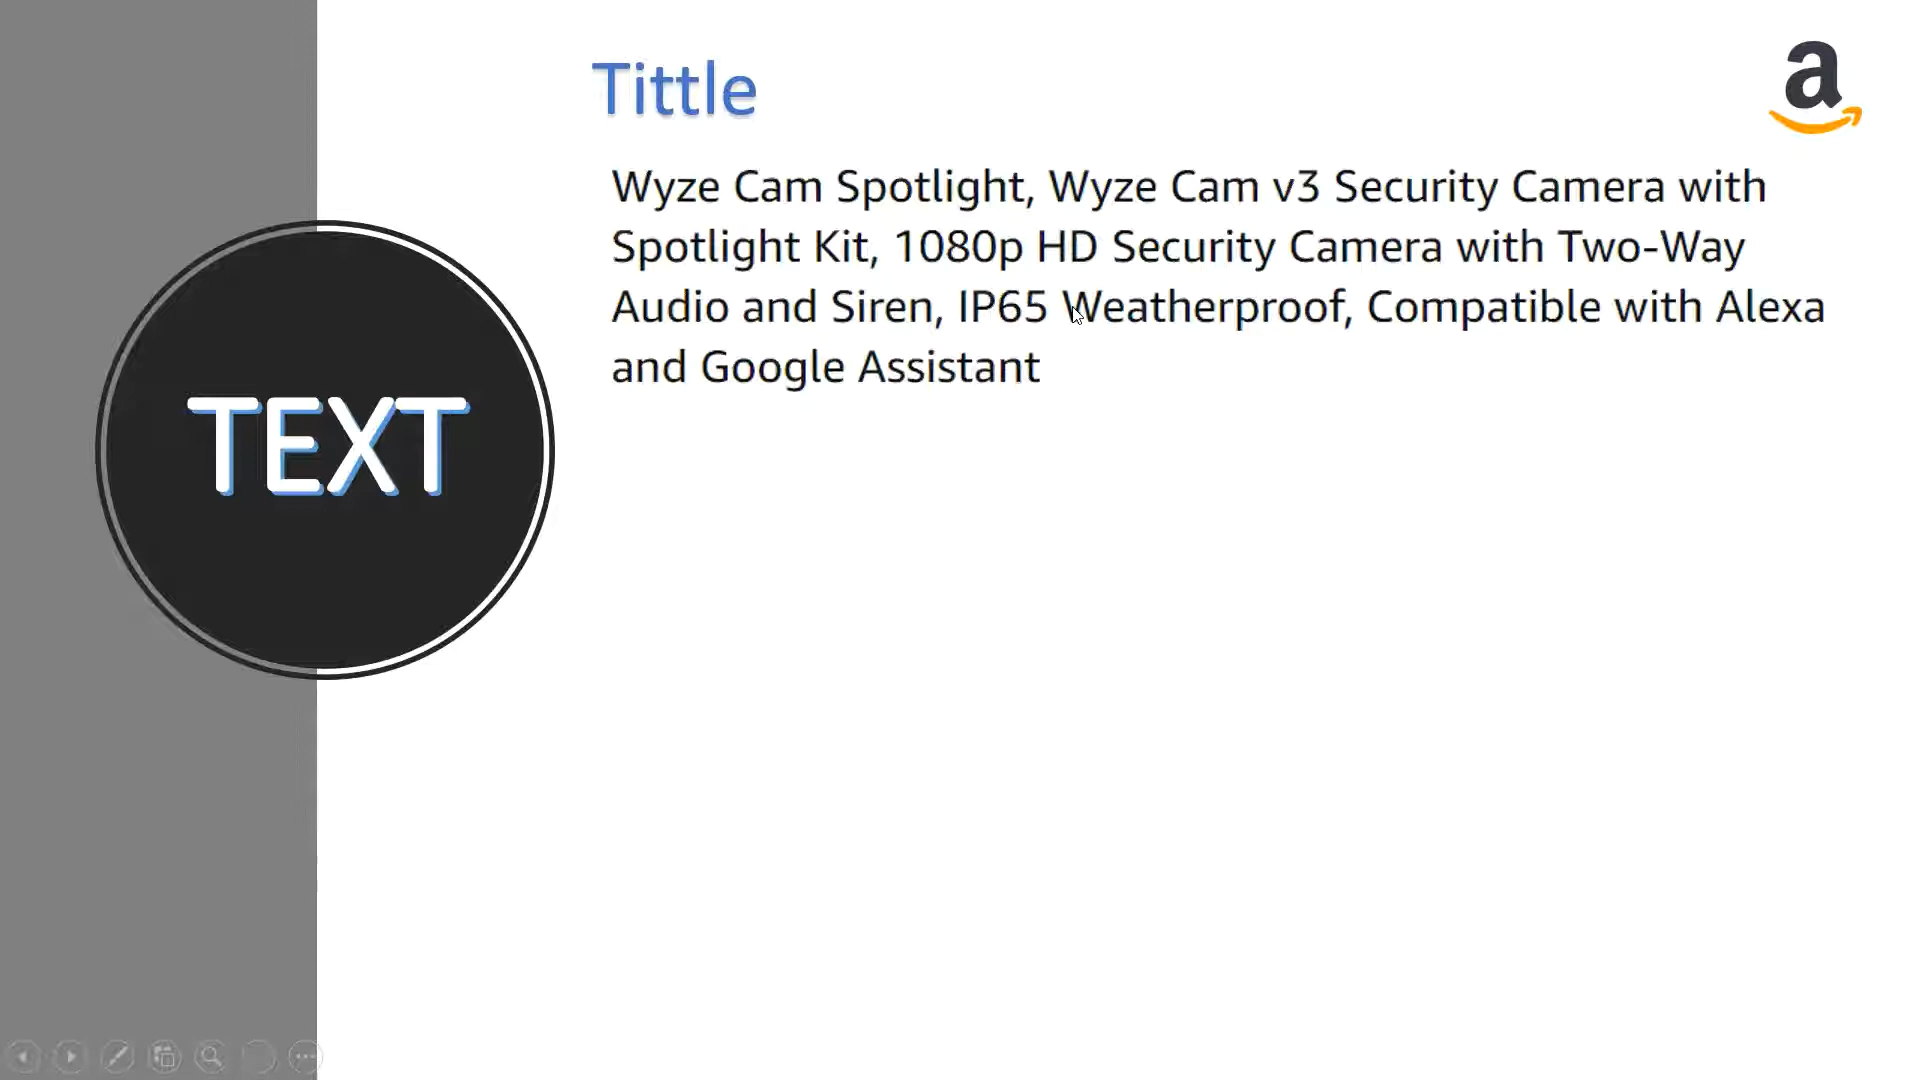 Tittle
a
Wyze Cam Spotlight, Wyze Cam v3 Security Camera with
Spotlight Kit, 1080p HD Security Camera with Two-Way
Audio and Siren, IP65 Weatherproof, Compatible with Alexa
and Google Assistant
TEXT